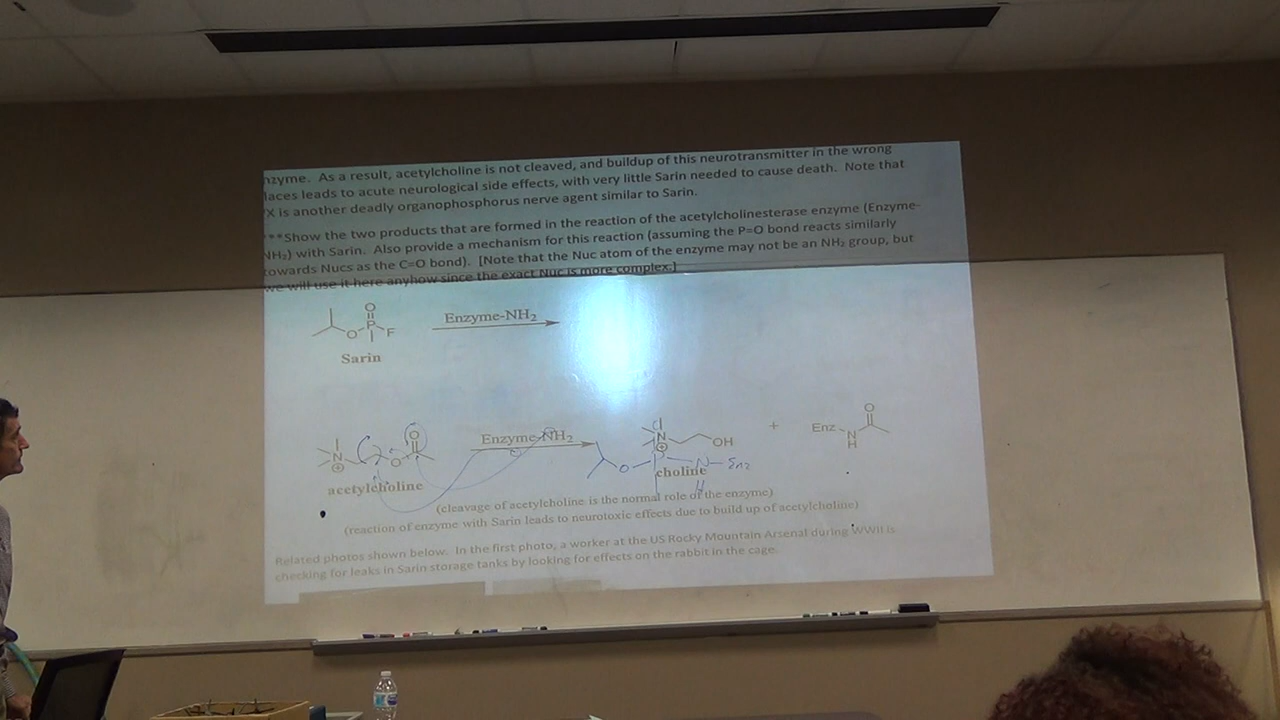 nzyme. As a result, acetylcholine is not cleaved, and buildup of this neurotransmitter in the wrong
laces leads to acute neurological side effects, with very little Sarin needed to cause death. Note that
X is another deadly organophosphorus nerve agent similar to Sarin.
**Show the two products that are formed in the reaction of the acetylcholinesterase enzyme (Enzyme-
NH₂) with Sarin. Also provide a mechanism for this reaction (assuming the P=O bond reacts similarly
towards Nucs as the C=O bond). [Note that the Nuc atom of the enzyme may not be an NH₂ group, but
we will use it here anyhow since the exact Nuc is more complex.]
O
P
O F
Enzyme-NH₂
Sarin
N ⊕ O O
Enzyme-NH₂
Cl
N ⊕ OH
+
Enz N H O
O N H Enz
acetylcholine
choline
(cleavage of acetylcholine is the normal role of the enzyme)
(reaction of enzyme with Sarin leads to neurotoxic effects due to build up of acetylcholine)
Related photos shown below. In the first photo, a worker at the US Rocky Mountain Arsenal during WWII is
checking for leaks in Sarin storage tanks by looking for effects on the rabbit in the cage.